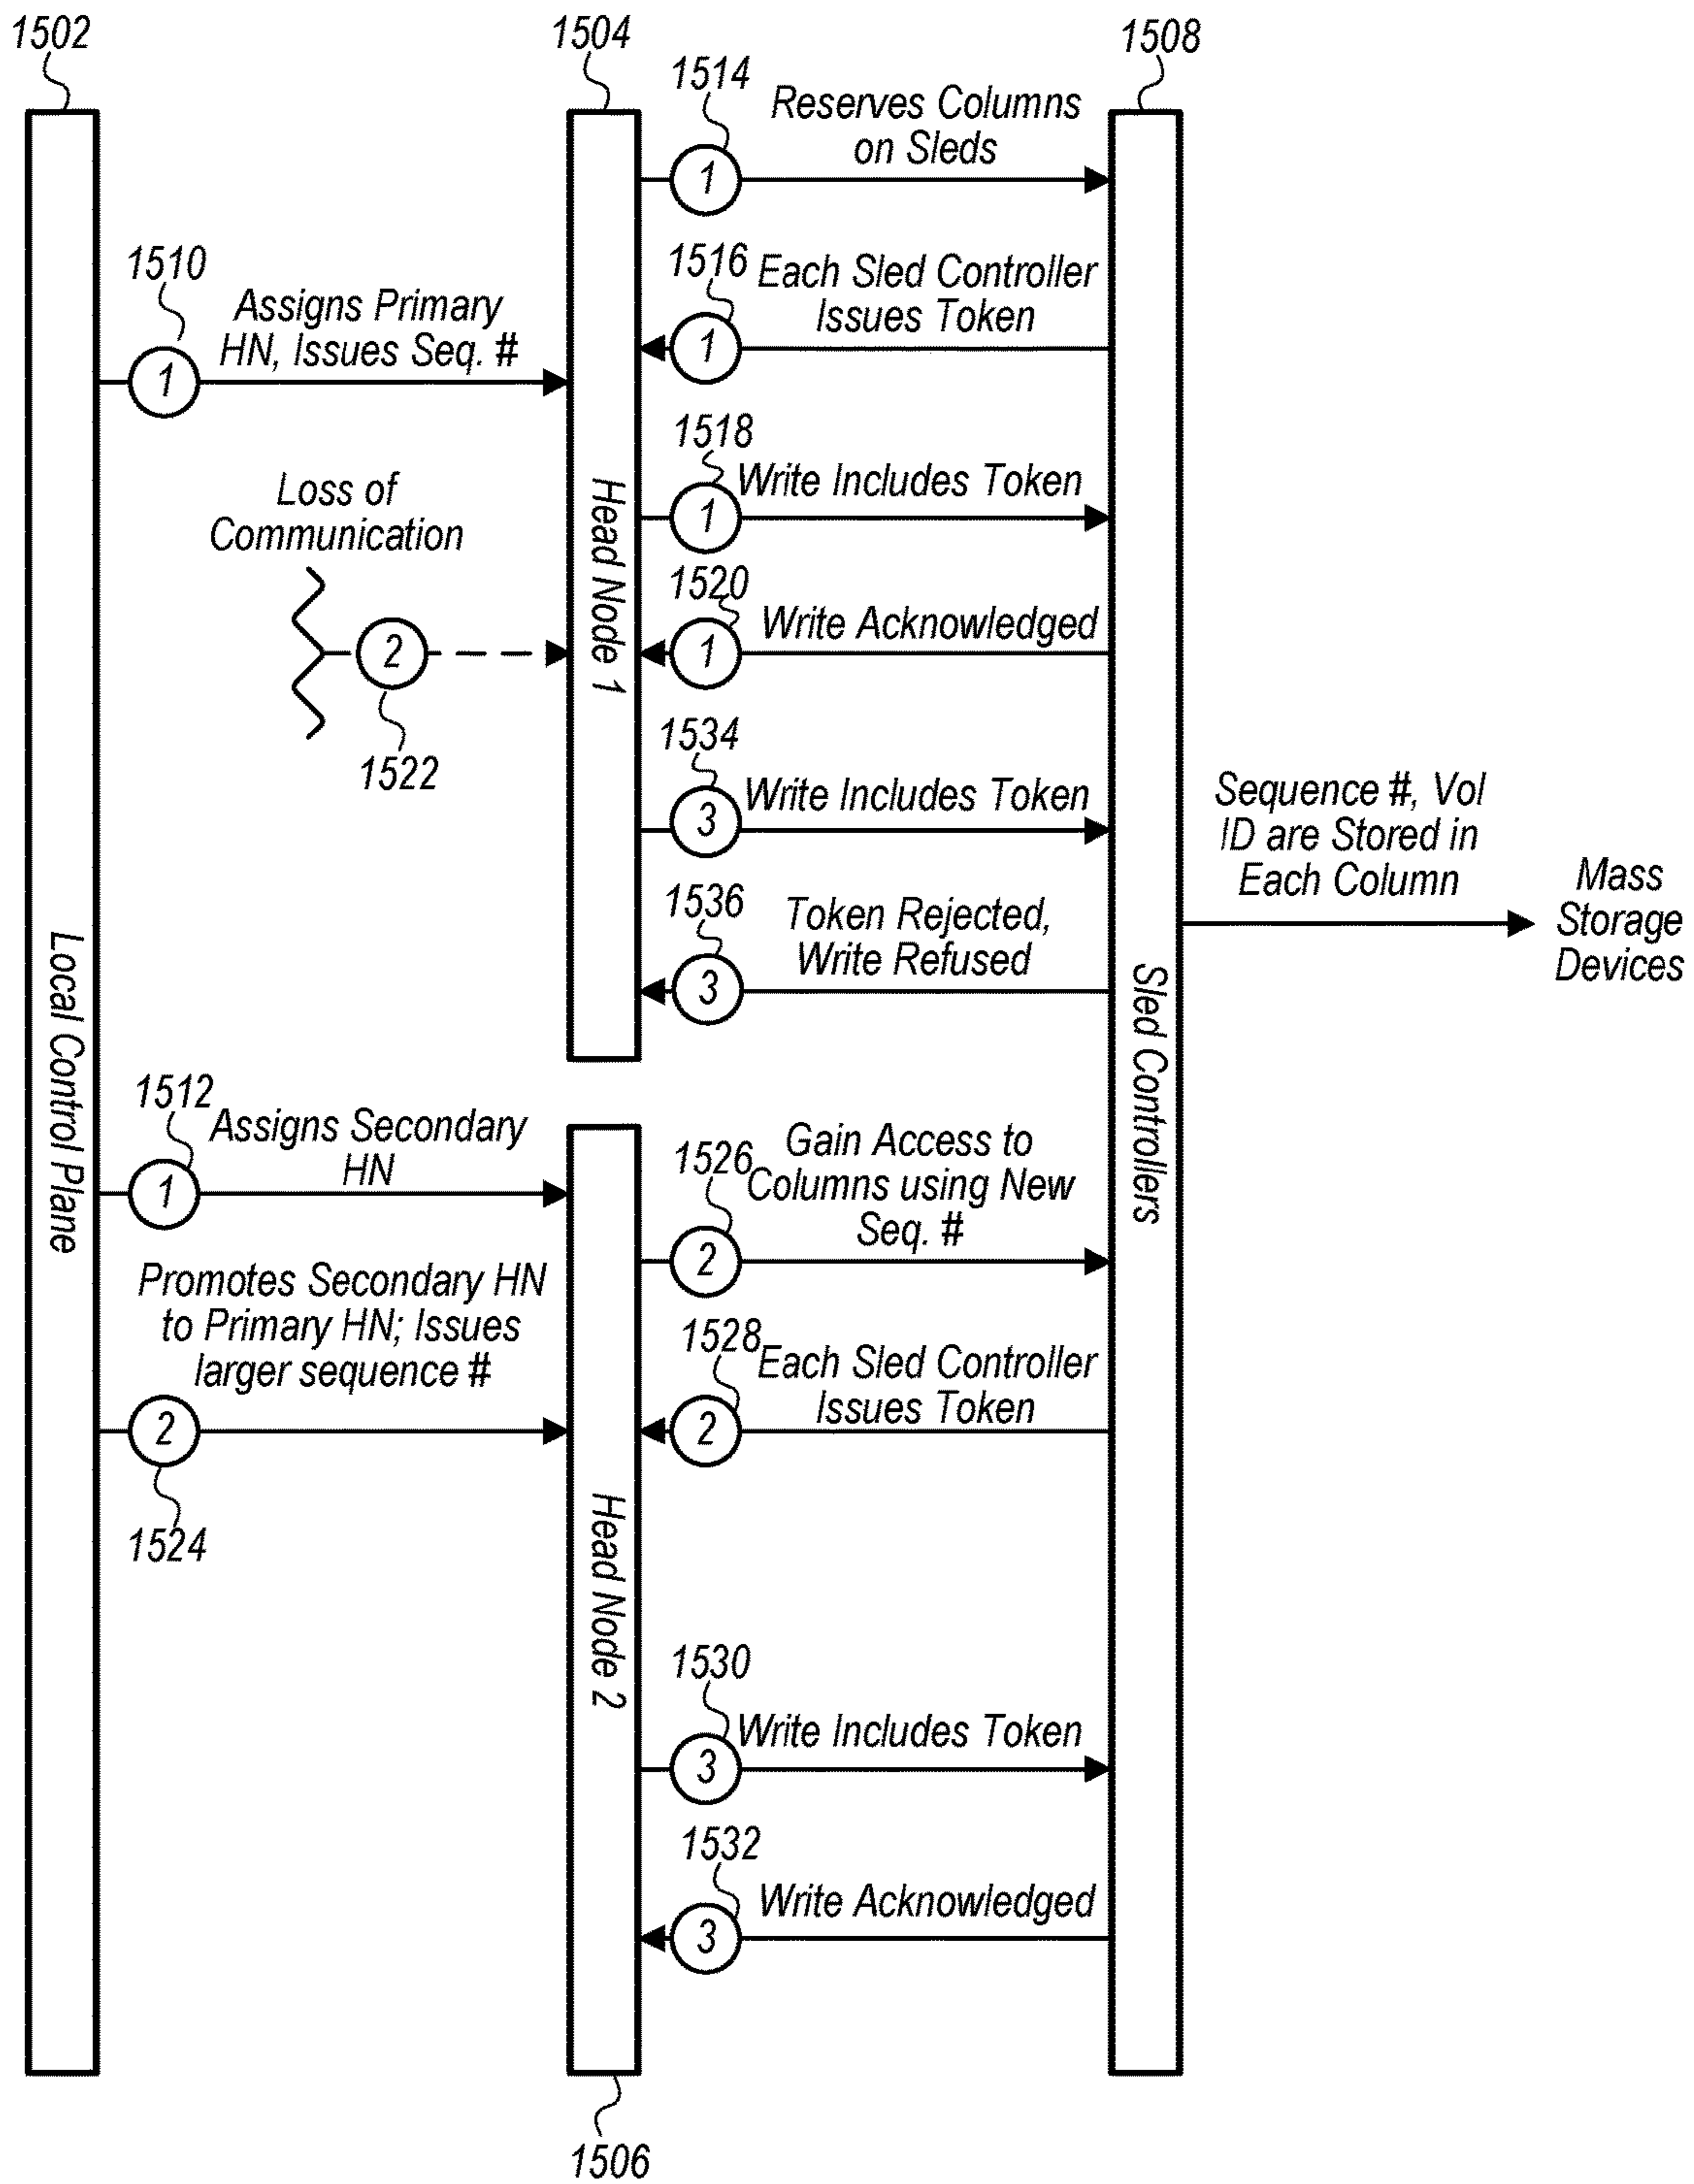 1502
1504
1508
1514
Reserves Columns
on Sleds
1
1510
Assigns Primary
HN, Issues Seq. #
1
1516
Each Sled Controller
Issues Token
1
1518
Write Includes Token
1
Loss of
Communication
2
1522
1520
Write Acknowledged
1
Head Node 1
1534
Write Includes Token
3
1536
Token Rejected,
Write Refused
3
Sequence #, Vol
ID are Stored in
Each Column
Mass
Storage
Devices
Local Control Plane
Sled Controllers
1512
Assigns Secondary
HN
1
1526
Gain Access to
Columns using New
Seq. #
2
Promotes Secondary HN
to Primary HN; Issues
larger sequence #
2
1524
1528
Each Sled Controller
Issues Token
2
Head Node 2
1530
Write Includes Token
3
1532
Write Acknowledged
3
1506